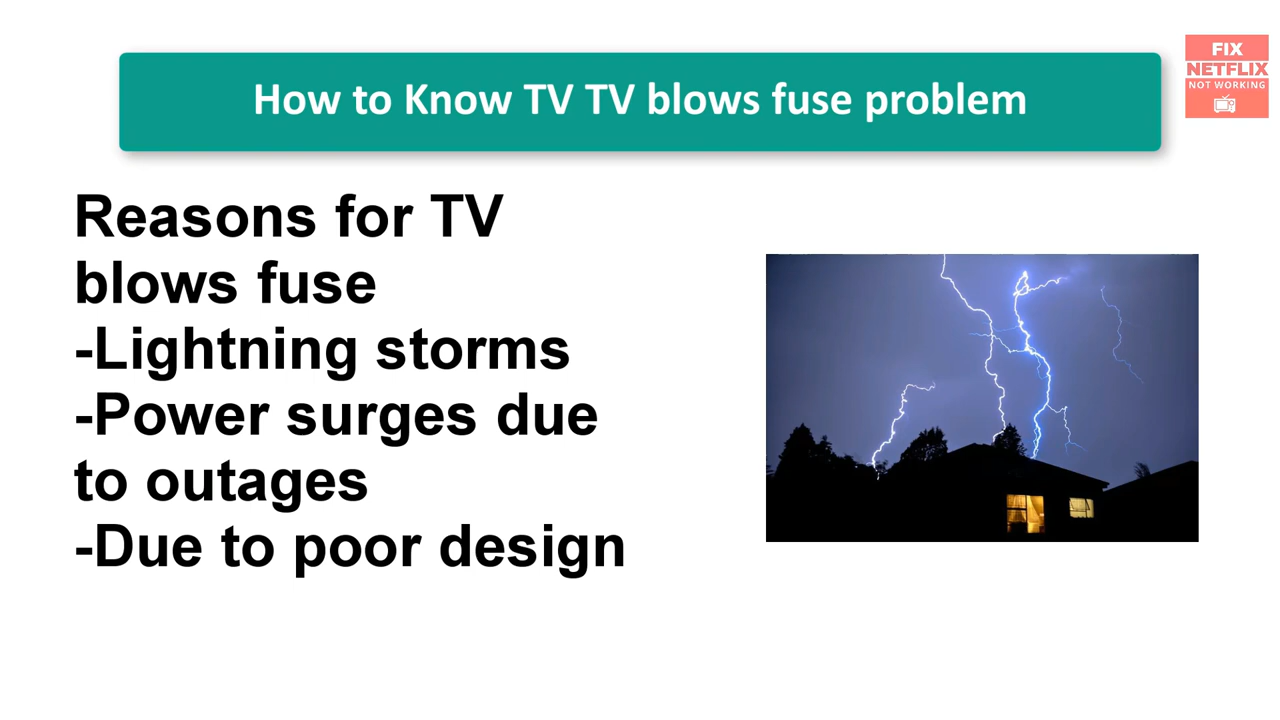 How to Know TV TV blows fuse problem
FIX
NETFLIX
NOT WORKING
Reasons for TV
blows fuse
-Lightning storms
-Power surges due
to outages
-Due to poor design